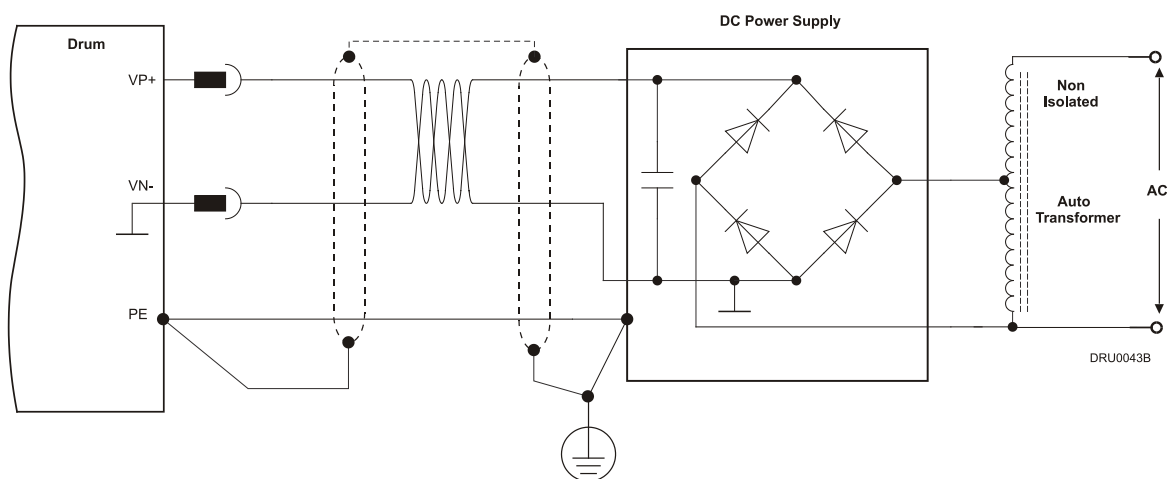 DC Power Supply
Drum
VP+
Non
Isolated
VN-
Auto
Transformer
AC
PE
DRU0043B